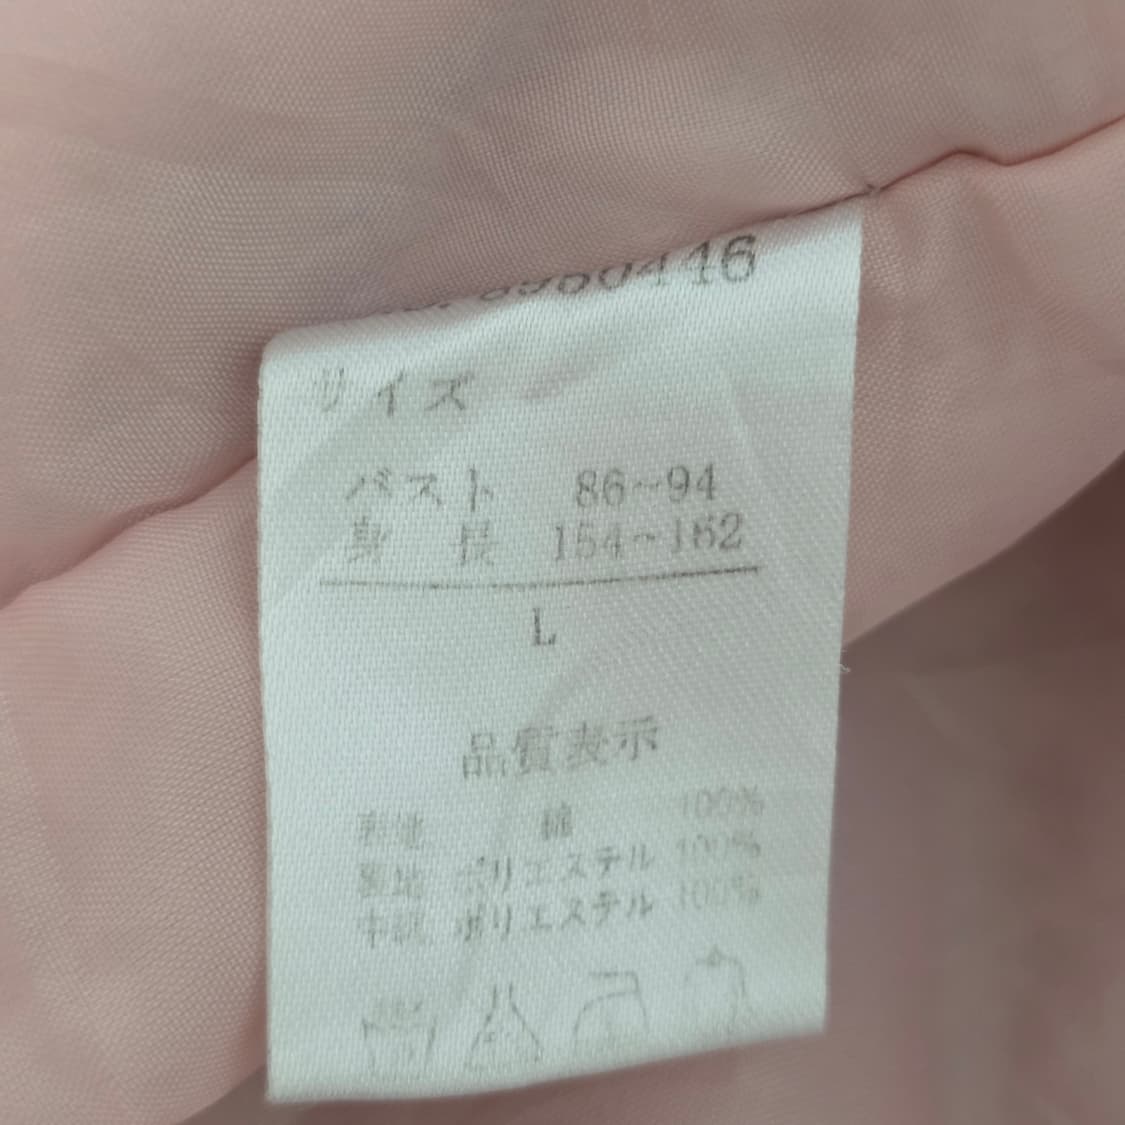 8980446
サイズ
バスト 86~94
身長 154~162
L
品質表示
表地 綿 100%
裏地 ポリエステル 100%
中綿 ポリエステル 100%